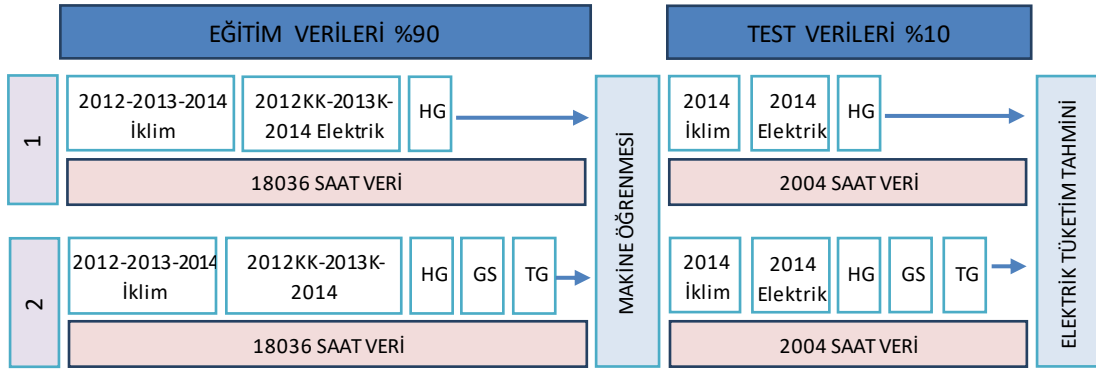 EĞİTİM VERİLERİ %90
TEST VERİLERİ %10
1
2012-2013-2014
İklim
2012KK-2013K-
2014 Elektrik
HG
18036 SAAT VERİ
MAKİNE ÖĞRENMESİ
2014
İklim
2014
Elektrik
HG
2004 SAAT VERİ
ELEKTRİK TÜKETİM TAHMİNİ
2
2012-2013-2014
İklim
2012KK-2013K-
2014
HG
GS
TG
18036 SAAT VERİ
2014
İklim
2014
Elektrik
HG
GS
TG
2004 SAAT VERİ